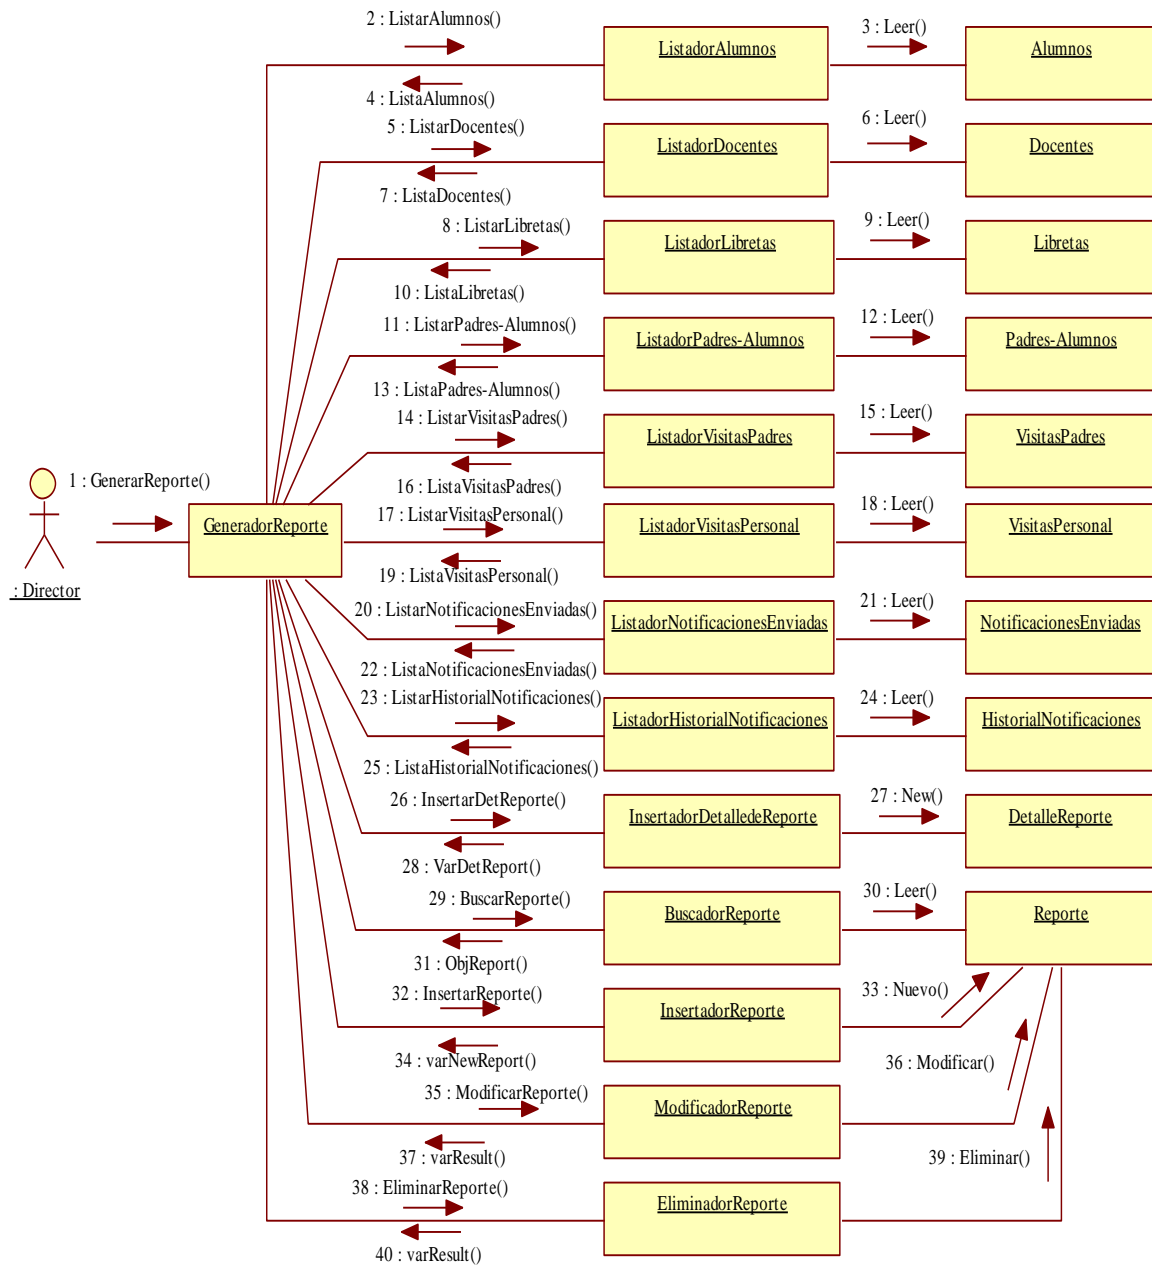 2 : ListarAlumnos()
3 : Leer()
ListadorAlumnos
Alumnos
4 : ListaAlumnos()
5 : ListarDocentes()
6 : Leer()
ListadorDocentes
Docentes
7 : ListaDocentes()
8 : ListarLibretas()
9 : Leer()
ListadorLibretas
Libretas
10 : ListaLibretas()
11 : ListarPadres-Alumnos()
12 : Leer()
ListadorPadres-Alumnos
Padres-Alumnos
13 : ListaPadres-Alumnos()
14 : ListarVisitasPadres()
15 : Leer()
ListadorVisitasPadres
VisitasPadres
1 : GenerarReporte()
16 : ListaVisitasPadres()
17 : ListarVisitasPersonal()
18 : Leer()
GeneradorReporte
ListadorVisitasPersonal
VisitasPersonal
: Director
19 : ListaVisitasPersonal()
20 : ListarNotificacionesEnviadas()
21 : Leer()
ListadorNotificacionesEnviadas
NotificacionesEnviadas
22 : ListaNotificacionesEnviadas()
23 : ListarHistorialNotificaciones()
24 : Leer()
ListadorHistorialNotificaciones
HistorialNotificaciones
25 : ListaHistorialNotificaciones()
26 : InsertarDetReporte()
27 : New()
InsertadorDetalledeReporte
DetalleReporte
28 : VarDetReport()
29 : BuscarReporte()
30 : Leer()
BuscadorReporte
Reporte
31 : ObjReport()
32 : InsertarReporte()
33 : Nuevo()
InsertadorReporte
34 : varNewReport()
36 : Modificar()
35 : ModificarReporte()
ModificadorReporte
37 : varResult()
39 : Eliminar()
38 : EliminarReporte()
EliminadorReporte
40 : varResult()